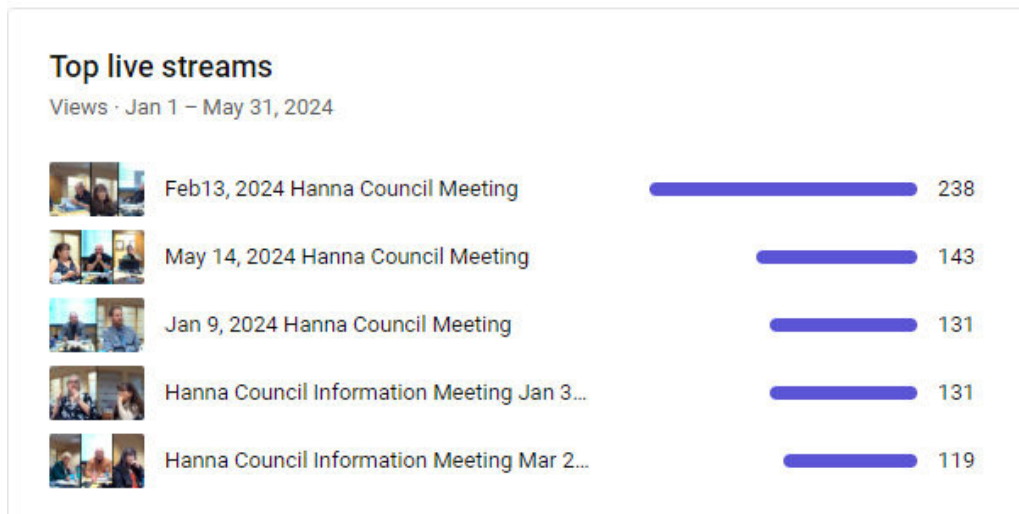 Top live streams
Views · Jan 1 – May 31, 2024
Feb13, 2024 Hanna Council Meeting 238
May 14, 2024 Hanna Council Meeting 143
Jan 9, 2024 Hanna Council Meeting 131
Hanna Council Information Meeting Jan 3... 131
Hanna Council Information Meeting Mar 2... 119